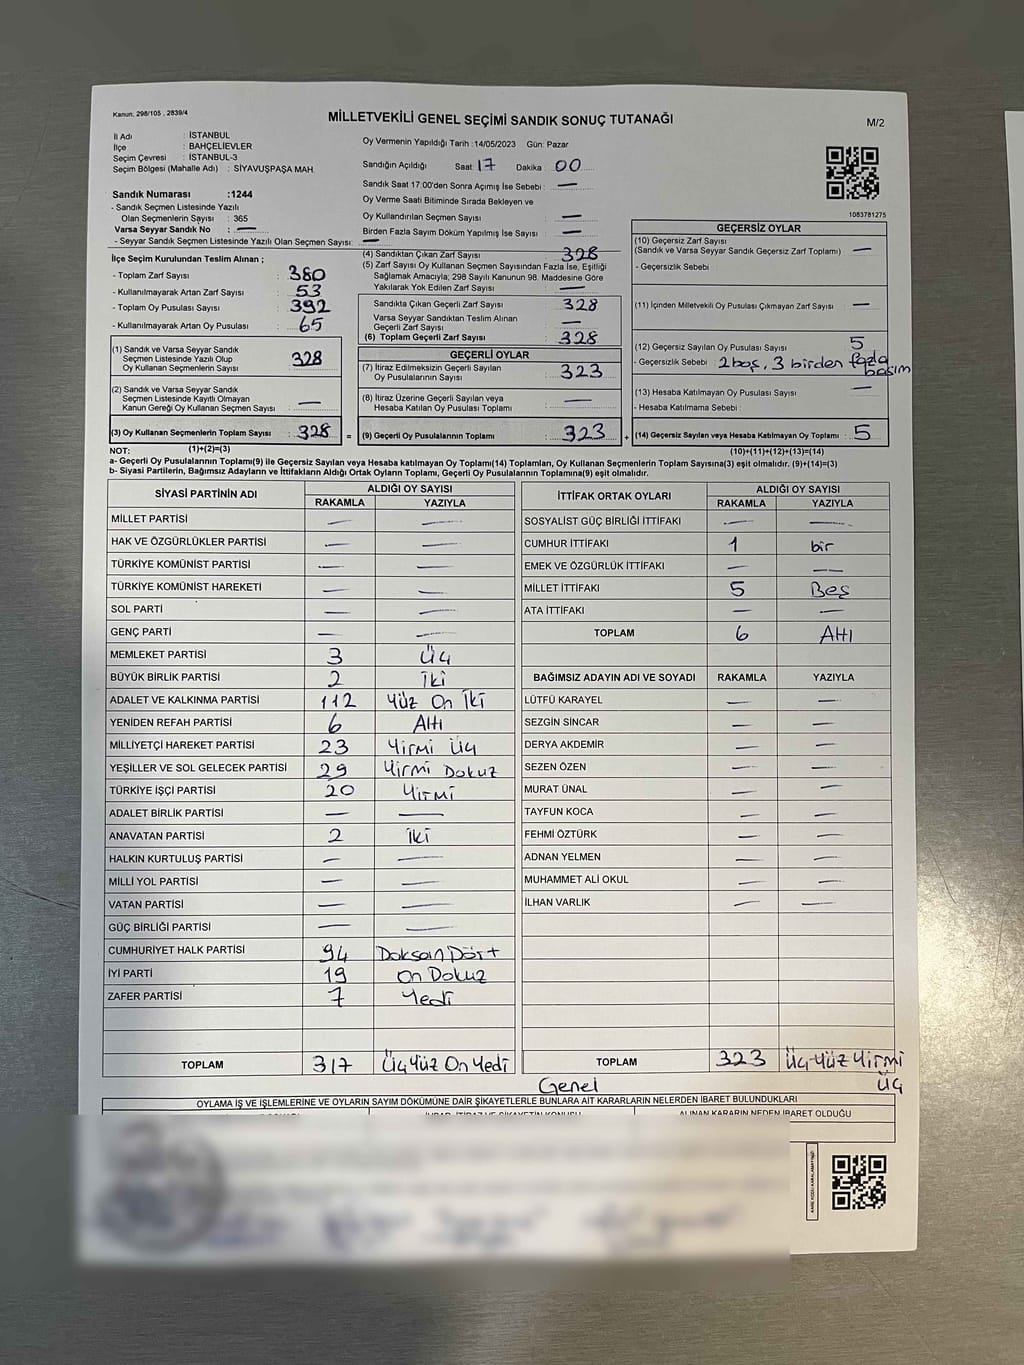 Kanun: 298/105 , 2839/4
MİLLETVEKİLİ GENEL SEÇİMİ SANDIK SONUÇ TUTANAĞI
M/2
İl Adı : İSTANBUL
İlçe : BAHÇELİEVLER
Seçim Çevresi : İSTANBUL-3
Seçim Bölgesi (Mahalle Adı) : SİYAVUŞPAŞA MAH.
Sandık Numarası :1244
- Sandık Seçmen Listesinde Yazılı
Olan Seçmenlerin Sayısı : 365
Varsa Seyyar Sandık No : —
- Seyyar Sandık Seçmen Listesinde Yazılı Olan Seçmen Sayısı: —
Oy Vermenin Yapıldığı Tarih :14/05/2023 Gün: Pazar
Sandığın Açıldığı Saat: 17 Dakika : 00
Sandık Saat 17.00'den Sonra Açımış İse Sebebi : —
Oy Verme Saati Bitiminde Sırada Bekleyen ve
Oy Kullandırılan Seçmen Sayısı —
Birden Fazla Sayım Döküm Yapılmış İse Sayısı : —
1083781275
İlçe Seçim Kurulundan Teslim Alınan ;
- Toplam Zarf Sayısı : 380
- Kullanılmayarak Artan Zarf Sayısı : 53
- Toplam Oy Pusulası Sayısı : 392
- Kullanılmayarak Artan Oy Pusulası : 65
(1) Sandık ve Varsa Seyyar Sandık
Seçmen Listesinde Yazılı Olup
Oy Kullanan Seçmenlerin Sayısı : 328
(2) Sandık ve Varsa Seyyar Sandık
Seçmen Listesinde Kayıtlı Olmayan
Kanun Gereği Oy Kullanan Seçmen Sayısı : —
(3) Oy Kullanan Seçmenlerin Toplam Sayısı : 328 =
(4) Sandıktan Çıkan Zarf Sayısı : 328
(5) Zarf Sayısı Oy Kullanan Seçmen Sayısından Fazla İse, Eşitliği
Sağlamak Amacıyla; 298 Sayılı Kanunun 98. Maddesine Göre
Yakılarak Yok Edilen Zarf Sayısı : —
Sandıkta Çıkan Geçerli Zarf Sayısı : 328
Varsa Seyyar Sandıktan Teslim Alınan
Geçerli Zarf Sayısı : —
(6) Toplam Geçerli Zarf Sayısı : 328
GEÇERLİ OYLAR
(7) İtiraz Edilmeksizin Geçerli Sayılan
Oy Pusulalarının Sayısı : 323
(8) İtiraz Üzerine Geçerli Sayılan veya
Hesaba Katılan Oy Pusulası Toplamı : —
(9) Geçerli Oy Pusulalarının Toplamı : 323 +
GEÇERSİZ OYLAR
(10) Geçersiz Zarf Sayısı
(Sandık ve Varsa Seyyar Sandık Geçersiz Zarf Toplamı) : —
- Geçersizlik Sebebi :
(11) İçinden Milletvekili Oy Pusulası Çıkmayan Zarf Sayısı : —
(12) Geçersiz Sayılan Oy Pusulası Sayısı : 5
- Geçersizlik Sebebi : 2 boş, 3 birden fazla
basım
(13) Hesaba Katılmayan Oy Pusulası Sayısı : —
- Hesaba Katılmama Sebebi :
(14) Geçersiz Sayılan veya Hesaba Katılmayan Oy Toplamı : 5
NOT: (1)+(2)=(3) (10)+(11)+(12)+(13)=(14)
a- Geçerli Oy Pusulalarının Toplamı(9) ile Geçersiz Sayılan veya Hesaba katılmayan Oy Toplamı(14) Toplamları, Oy Kullanan Seçmenlerin Toplam Sayısına(3) eşit olmalıdır. (9)+(14)=(3)
b- Siyasi Partilerin, Bağımsız Adayların ve İttifakların Aldığı Ortak Oyların Toplamı, Geçerli Oy Pusulalarının Toplamına(9) eşit olmalıdır.
SİYASİ PARTİNİN ADI ALDIĞI OY SAYISI
RAKAMLA YAZIYLA
MİLLET PARTİSİ — —
HAK VE ÖZGÜRLÜKLER PARTİSİ — —
TÜRKİYE KOMÜNİST PARTİSİ — —
TÜRKİYE KOMÜNİST HAREKETİ — —
SOL PARTİ — —
GENÇ PARTİ — —
MEMLEKET PARTİSİ 3 Üç
BÜYÜK BİRLİK PARTİSİ 2 İki
ADALET VE KALKINMA PARTİSİ 112 Yüz On İki
YENİDEN REFAH PARTİSİ 6 Altı
MİLLİYETÇİ HAREKET PARTİSİ 23 Yirmi Üç
YEŞİLLER VE SOL GELECEK PARTİSİ 29 Yirmi Dokuz
TÜRKİYE İŞÇİ PARTİSİ 20 Yirmi
ADALET BİRLİK PARTİSİ — —
ANAVATAN PARTİSİ 2 İki
HALKIN KURTULUŞ PARTİSİ — —
MİLLİ YOL PARTİSİ — —
VATAN PARTİSİ — —
GÜÇ BİRLİĞİ PARTİSİ — —
CUMHURİYET HALK PARTİSİ 94 Doksan Dört
İYİ PARTİ 19 On Dokuz
ZAFER PARTİSİ 7 Yedi
TOPLAM 317 Üç Yüz On Yedi
İTTİFAK ORTAK OYLARI ALDIĞI OY SAYISI
RAKAMLA YAZIYLA
SOSYALİST GÜÇ BİRLİĞİ İTTİFAKI — —
CUMHUR İTTİFAKI 1 bir
EMEK VE ÖZGÜRLÜK İTTİFAKI — —
MİLLET İTTİFAKI 5 Beş
ATA İTTİFAKI — —
TOPLAM 6 Altı
BAĞIMSIZ ADAYIN ADI VE SOYADI RAKAMLA YAZIYLA
LÜTFÜ KARAYEL — —
SEZGİN SİNCAR — —
DERYA AKDEMİR — —
SEZEN ÖZEN — —
MURAT ÜNAL — —
TAYFUN KOCA — —
FEHMİ ÖZTÜRK — —
ADNAN YELMEN — —
MUHAMMET ALİ OKUL — —
İLHAN VARLIK — —
TOPLAM 323 Üç Yüz Yirmi
Genel Üç
OYLAMA İŞ VE İŞLEMLERİNE VE OYLARIN SAYIM DÖKÜMÜNE DAİR ŞİKAYETLERLE BUNLARA AİT KARARLARIN NELERDEN İBARET BULUNDUKLARI
İHBAR, İTİRAZ VE ŞİKAYETİN KONUSU ALINAN KARARIN NEDEN İBARET OLDUĞU